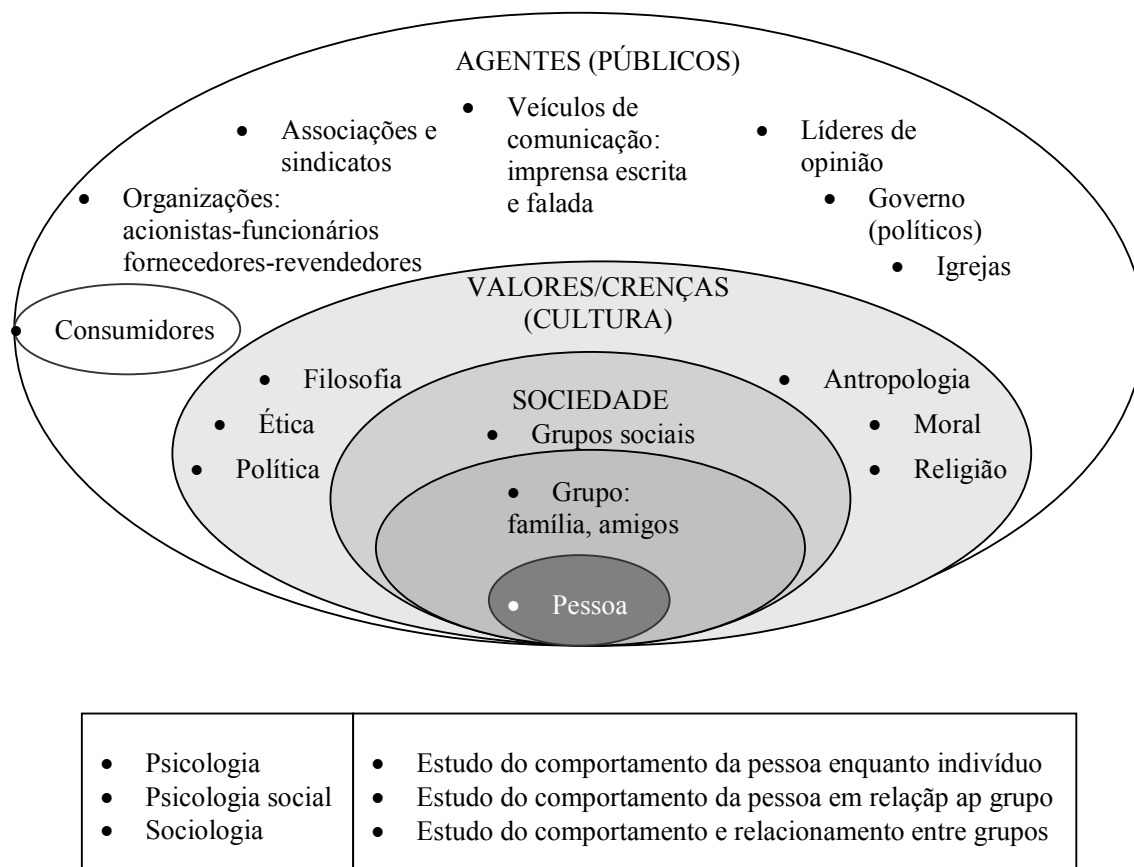 AGENTES (PÚBLICOS)
• Associações e
sindicatos
• Veículos de
comunicação:
imprensa escrita
e falada
• Líderes de
opinião
• Organizações:
acionistas-funcionários
fornecedores-revendedores
• Governo
(políticos)
• Igrejas
• Consumidores
VALORES/CRENÇAS
(CULTURA)
• Filosofia
• Ética
• Política
• Antropologia
• Moral
• Religião
SOCIEDADE
• Grupos sociais
• Grupo:
família, amigos
• Pessoa
• Psicologia
• Psicologia social
• Sociologia
• Estudo do comportamento da pessoa enquanto indivíduo
• Estudo do comportamento da pessoa em relaçãp ap grupo
• Estudo do comportamento e relacionamento entre grupos